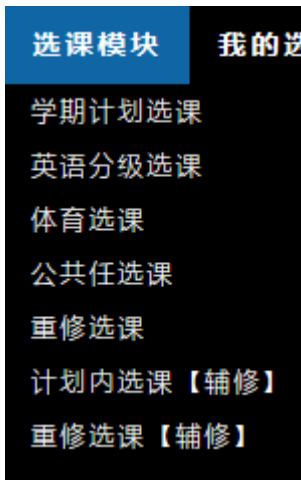 选课模块 我的
学期计划选课
英语分级选课
体育选课
公共任选课
重修选课
计划内选课【辅修】
重修选课【辅修】